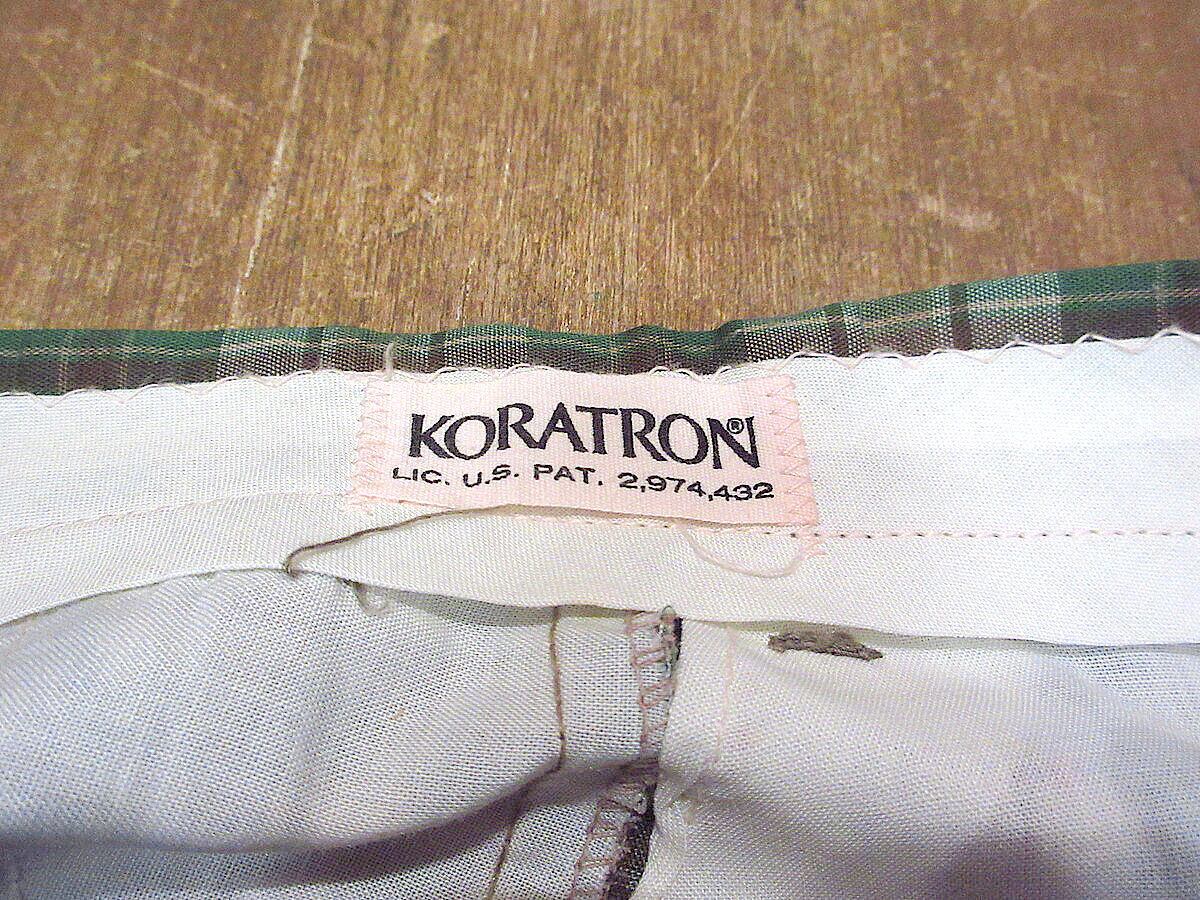 KORATRON®
LIC. U.S. PAT. 2,974,432